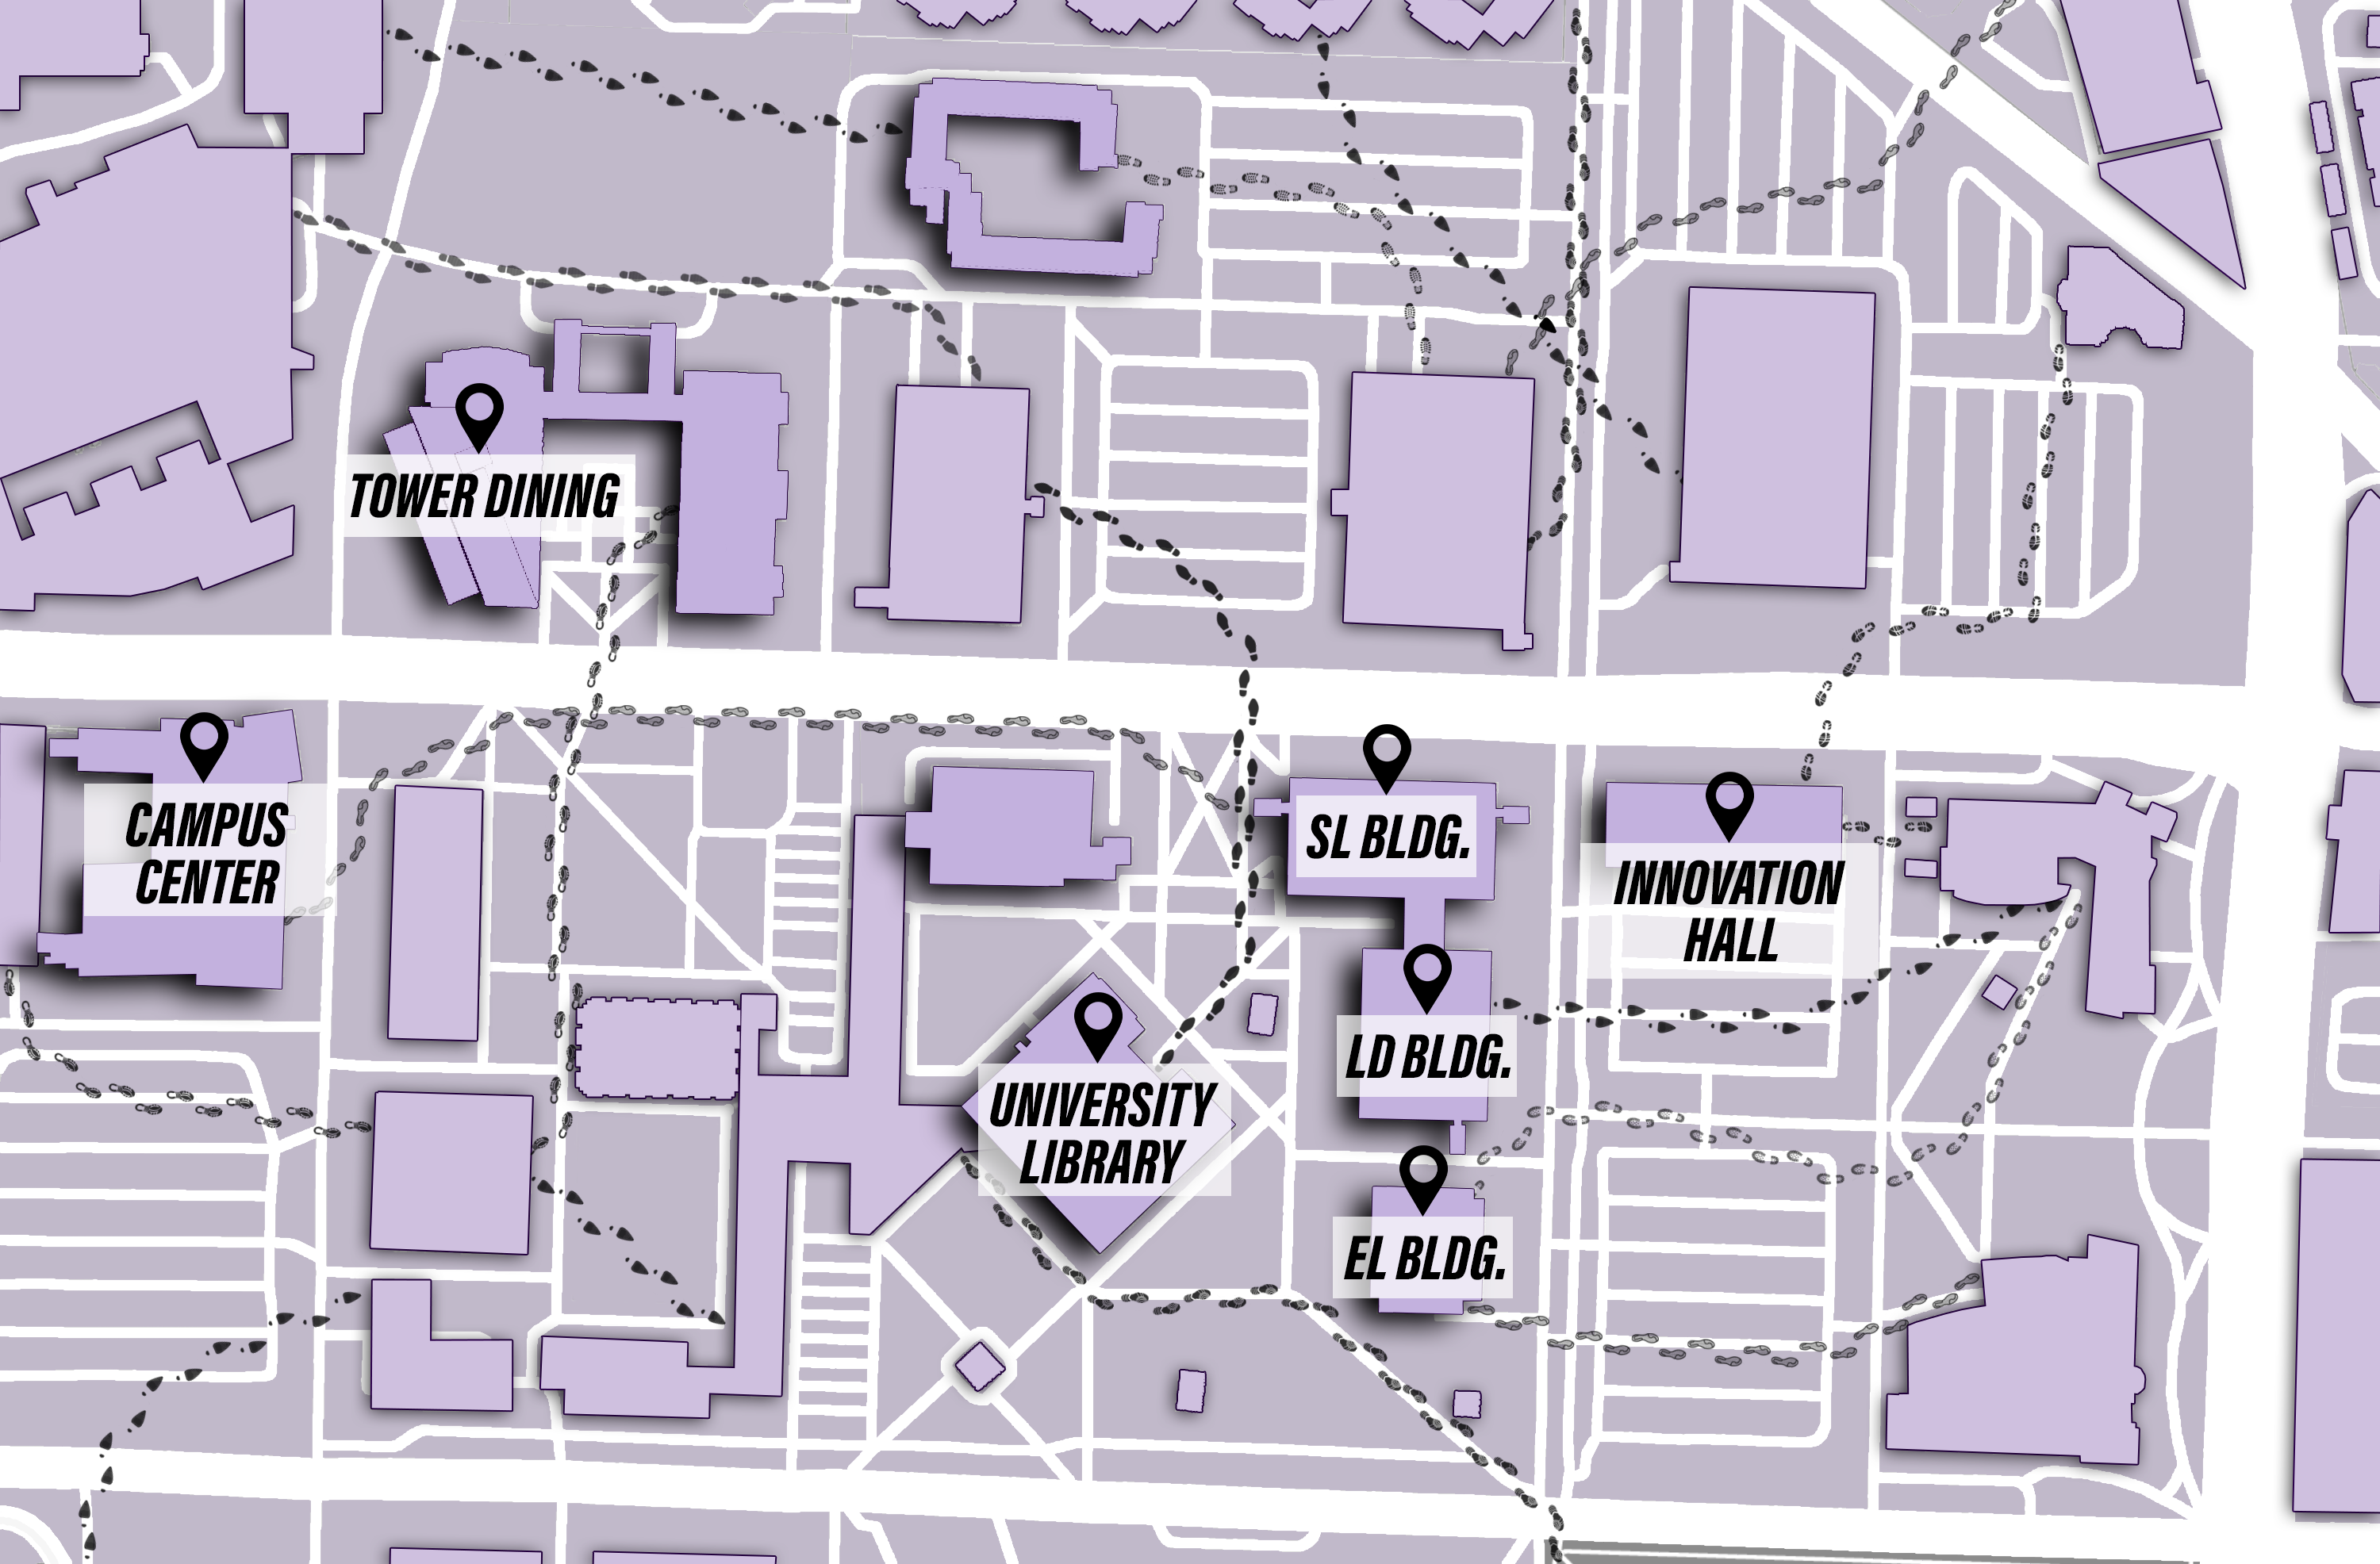 TOWER DINING
CAMPUS
CENTER
SL BLDG.
INNOVATION
HALL
LD BLDG.
UNIVERSITY
LIBRARY
EL BLDG.